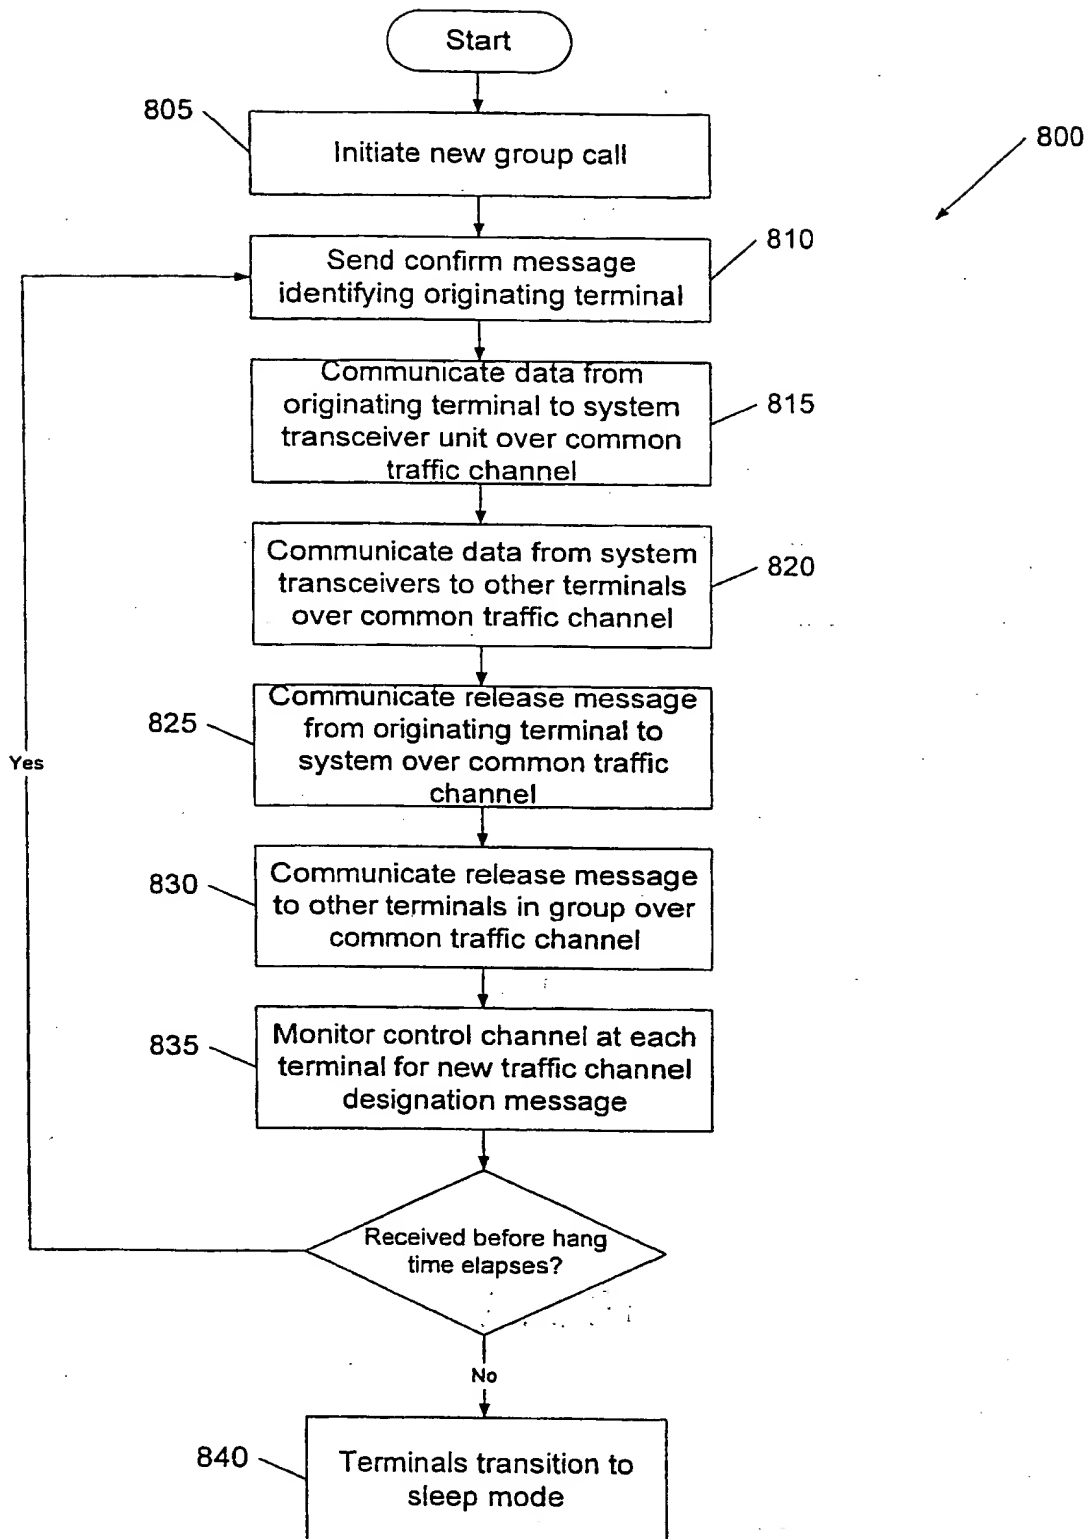 Start
805
Initiate new group call
800
810
Send confirm message
identifying originating terminal
Communicate data from
originating terminal to system
transceiver unit over common
traffic channel
815
Communicate data from system
transceivers to other terminals
over common traffic channel
820
825
Communicate release message
from originating terminal to
system over common traffic
channel
Yes
830
Communicate release message
to other terminals in group over
common traffic channel
835
Monitor control channel at each
terminal for new traffic channel
designation message
Received before hang
time elapses?
No
840
Terminals transition to
sleep mode